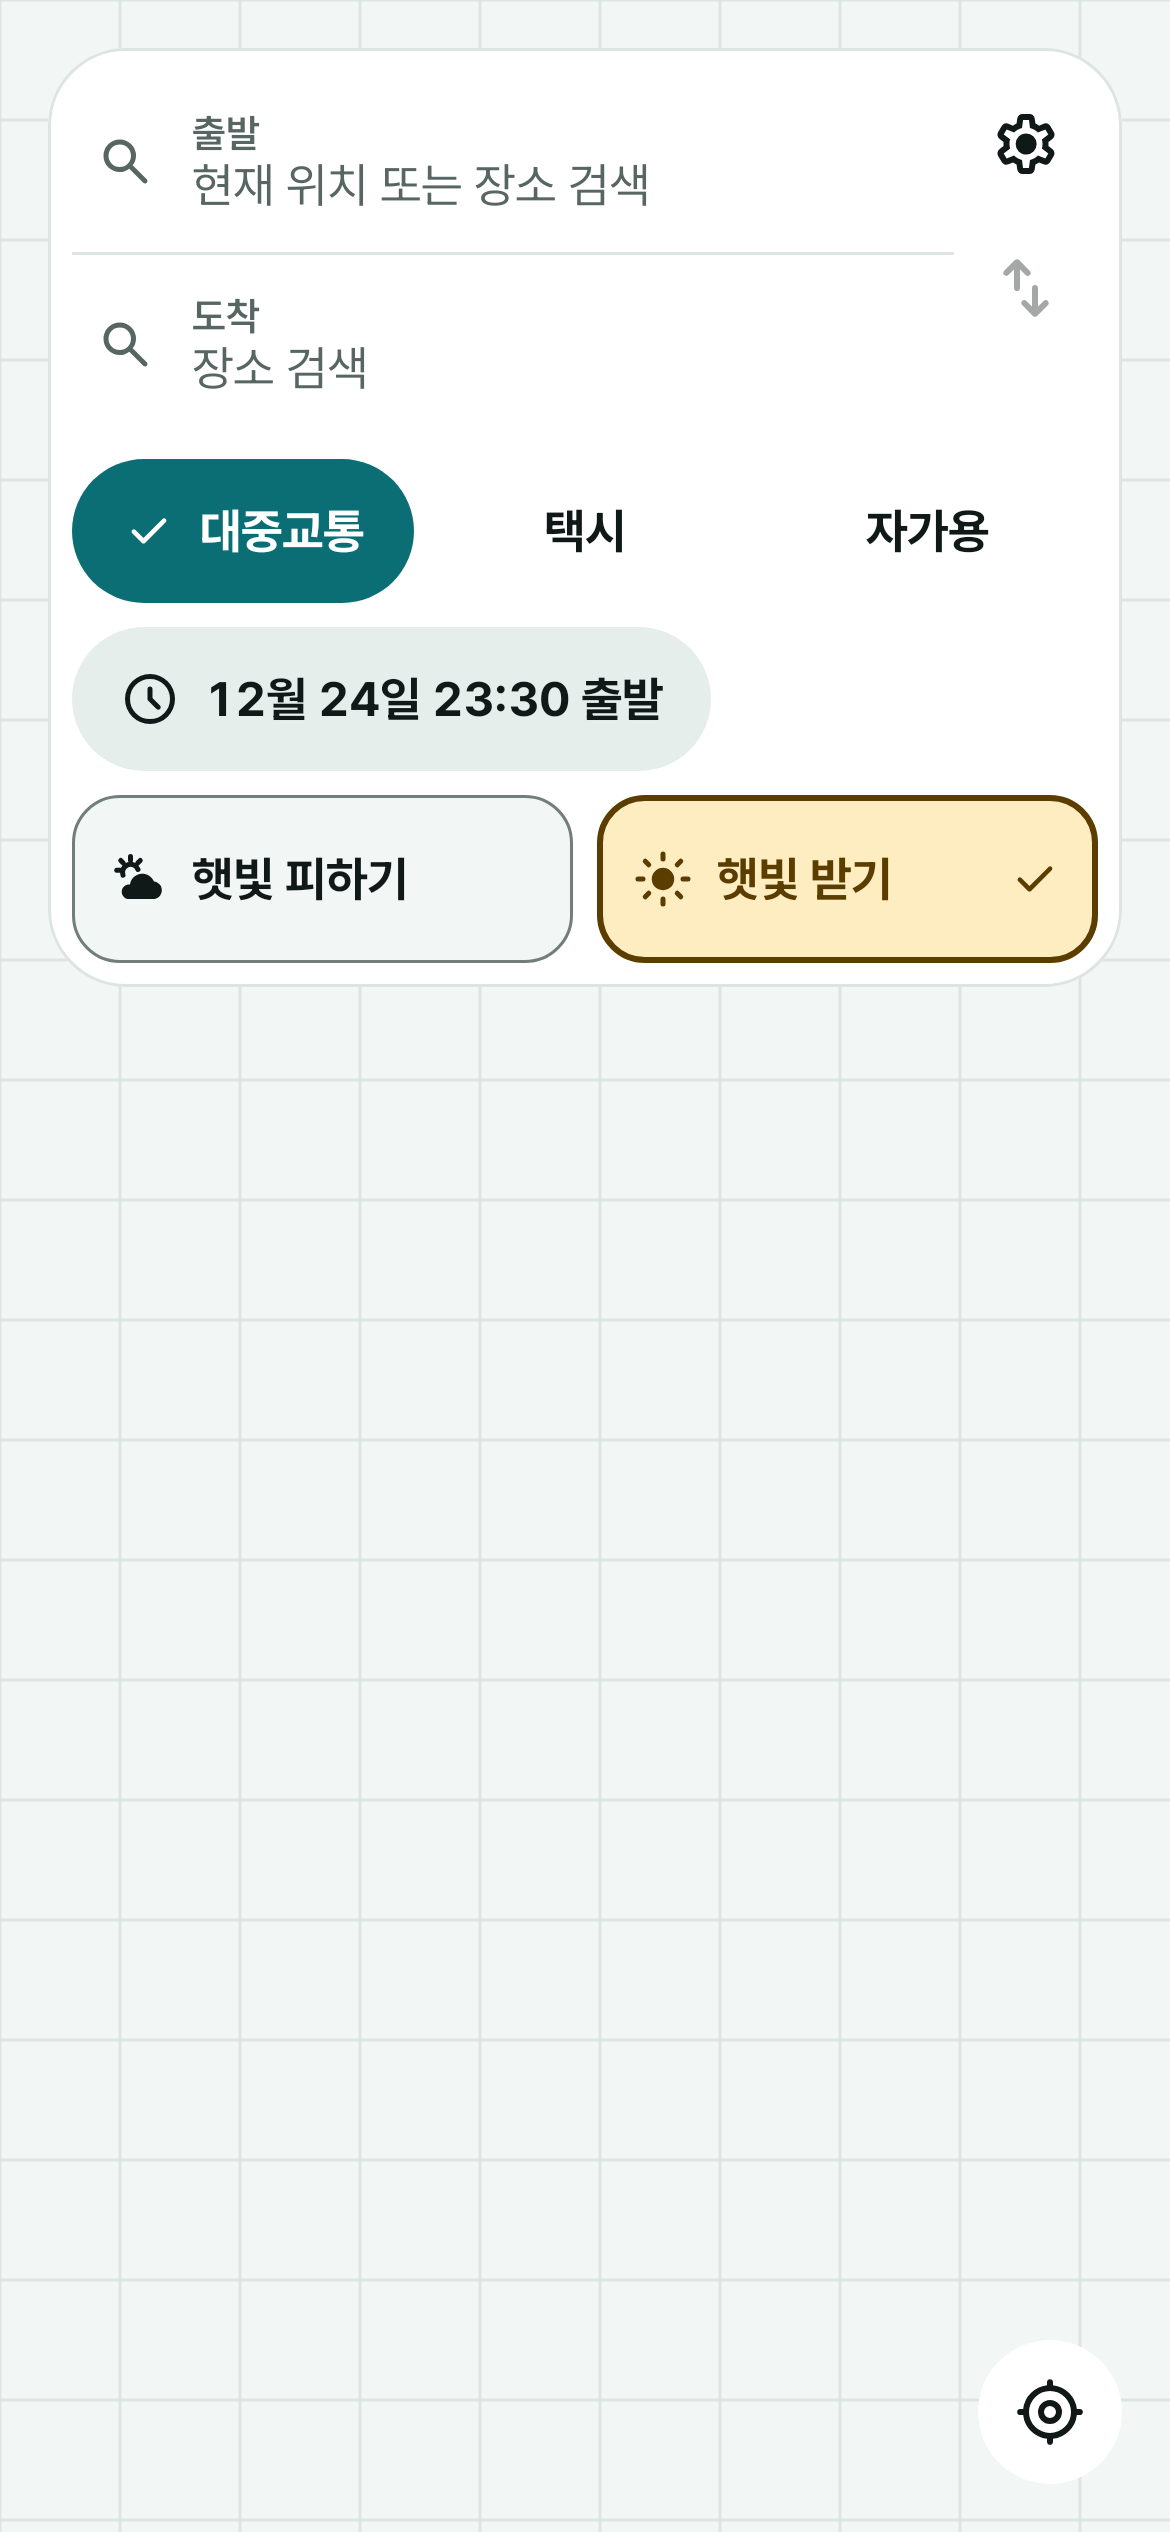 출발
현재 위치 또는 장소 검색
도착
장소 검색
대중교통
택시
자가용
12월 24일 23:30 출발
햇빛 피하기
햇빛 받기